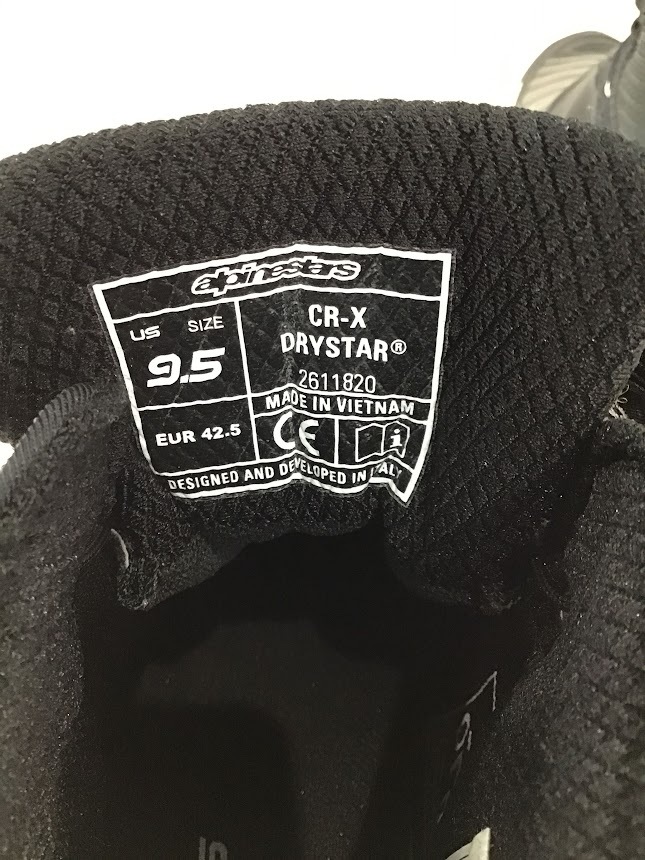 alpinestars
US SIZE
9.5
EUR 42.5
CR-X
DRYSTAR®
2611820
MADE IN VIETNAM
CE
i
DESIGNED AND DEVELOPED IN ITALY